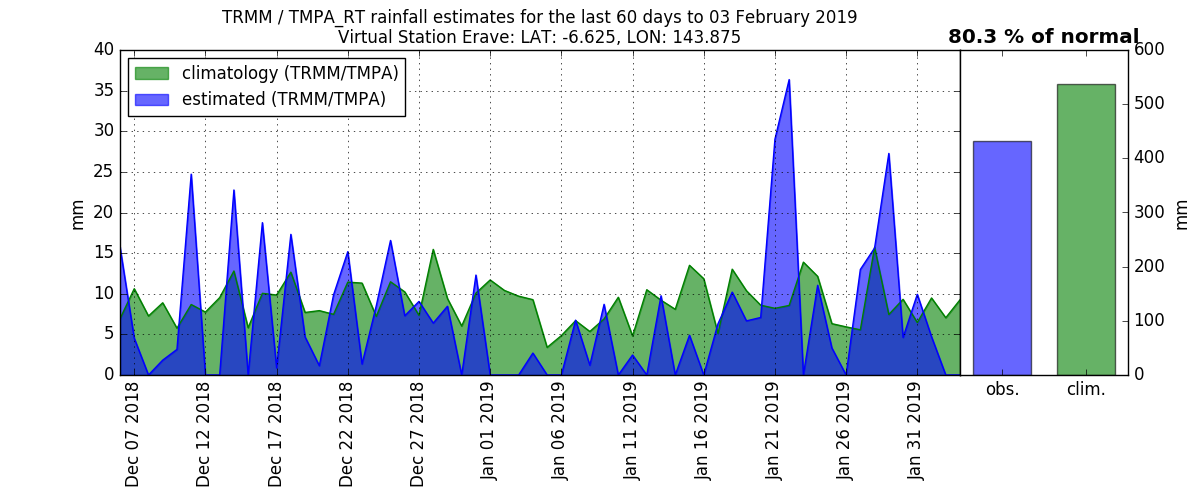 TRMM / TMPA_RT rainfall estimates for the last 60 days to 03 February 2019
Virtual Station Erave: LAT: -6.625, LON: 143.875
80.3 % of normal
climatology (TRMM/TMPA)
estimated (TRMM/TMPA)
40
35
30
25
20
15
10
5
0
mm
Dec 07 2018
Dec 12 2018
Dec 17 2018
Dec 22 2018
Dec 27 2018
Jan 01 2019
Jan 06 2019
Jan 11 2019
Jan 16 2019
Jan 21 2019
Jan 26 2019
Jan 31 2019
600
500
400
300
200
100
0
mm
obs.
clim.